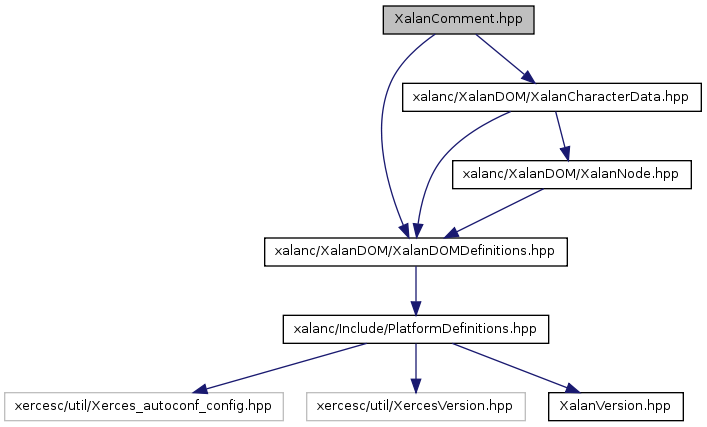 XalanComment.hpp
xalanc/XalanDOM/XalanCharacterData.hpp
xalanc/XalanDOM/XalanNode.hpp
xalanc/XalanDOM/XalanDOMDefinitions.hpp
xalanc/Include/PlatformDefinitions.hpp
xercesc/util/Xerces_autoconf_config.hpp
xercesc/util/XercesVersion.hpp
XalanVersion.hpp